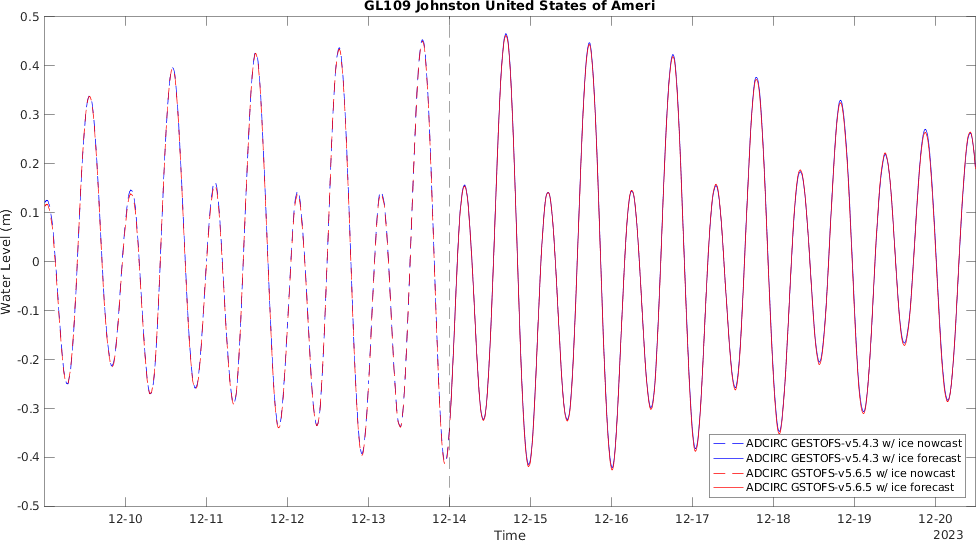 GL109 Johnston United States of Ameri
Water Level (m)
0.5
0.4
0.3
0.2
0.1
0
-0.1
-0.2
-0.3
-0.4
-0.5
ADCIRC GESTOFS-v5.4.3 w/ ice nowcast
ADCIRC GESTOFS-v5.4.3 w/ ice forecast
ADCIRC GSTOFS-v5.6.5 w/ ice nowcast
ADCIRC GSTOFS-v5.6.5 w/ ice forecast
12-10 12-11 12-12 12-13 12-14 12-15 12-16 12-17 12-18 12-19 12-20
Time
2023